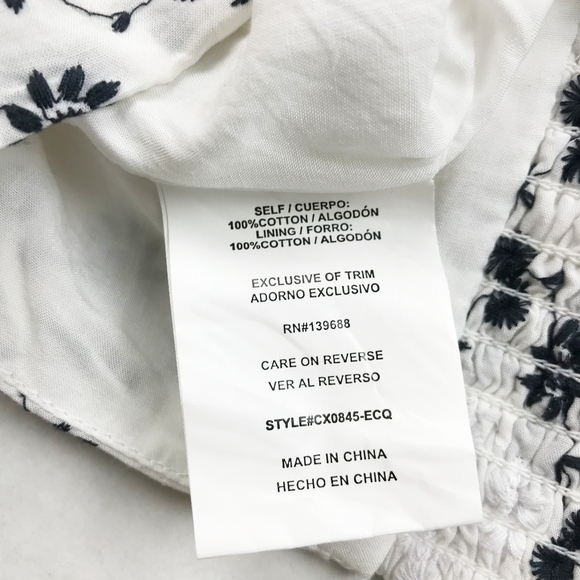 SELF / CUERPO:
100%COTTON / ALGODÓN
LINING / FORRO:
100%COTTON / ALGODÓN
EXCLUSIVE OF TRIM
ADORNO EXCLUSIVO
RN#139688
CARE ON REVERSE
VER AL REVERSO
STYLE#CX0845-ECQ
MADE IN CHINA
HECHO EN CHINA